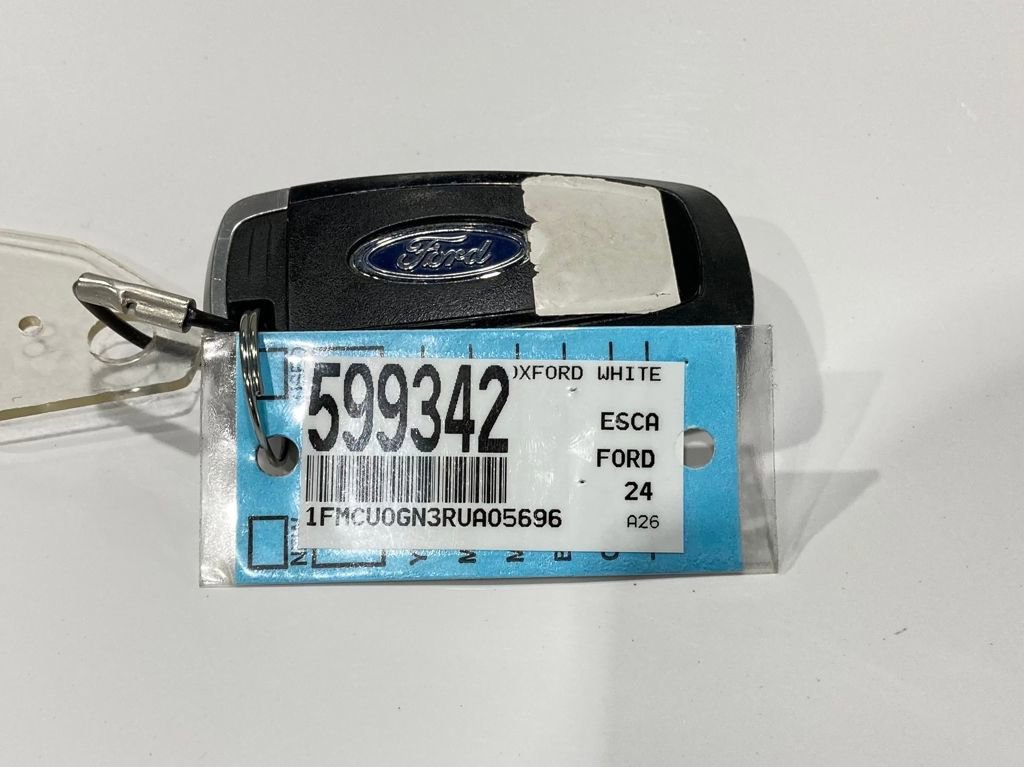 Ford
599342
OXFORD WHITE
ESCA
FORD
24
1FMCU0GN3RUA05696
A26